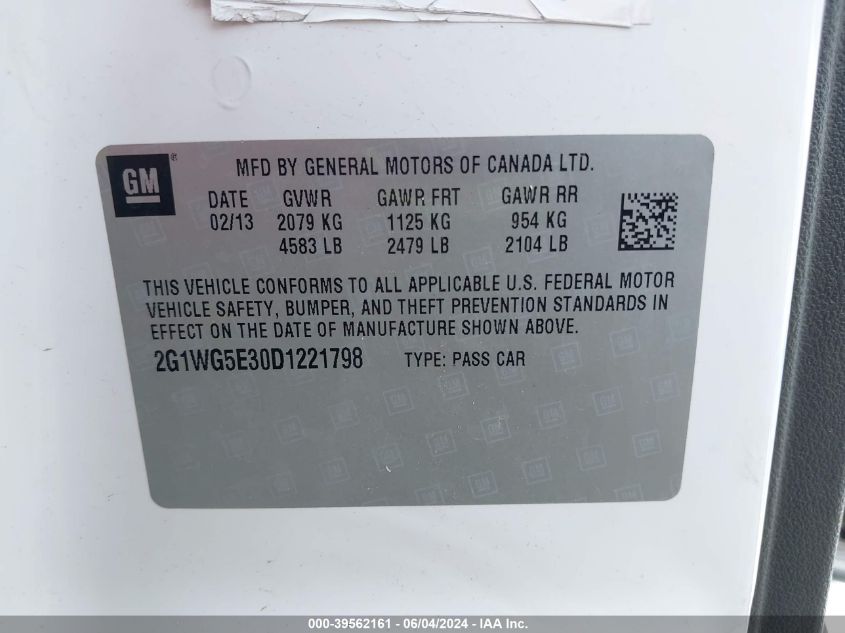 GM ®
MFD BY GENERAL MOTORS OF CANADA LTD.
DATE GVWR GAWR FRT GAWR RR
02/13 2079 KG 1125 KG 954 KG
4583 LB 2479 LB 2104 LB
THIS VEHICLE CONFORMS TO ALL APPLICABLE U.S. FEDERAL MOTOR
VEHICLE SAFETY, BUMPER, AND THEFT PREVENTION STANDARDS IN
EFFECT ON THE DATE OF MANUFACTURE SHOWN ABOVE.
2G1WG5E30D1221798 TYPE: PASS CAR
000-39562161 - 06/04/2024 - IAA Inc.